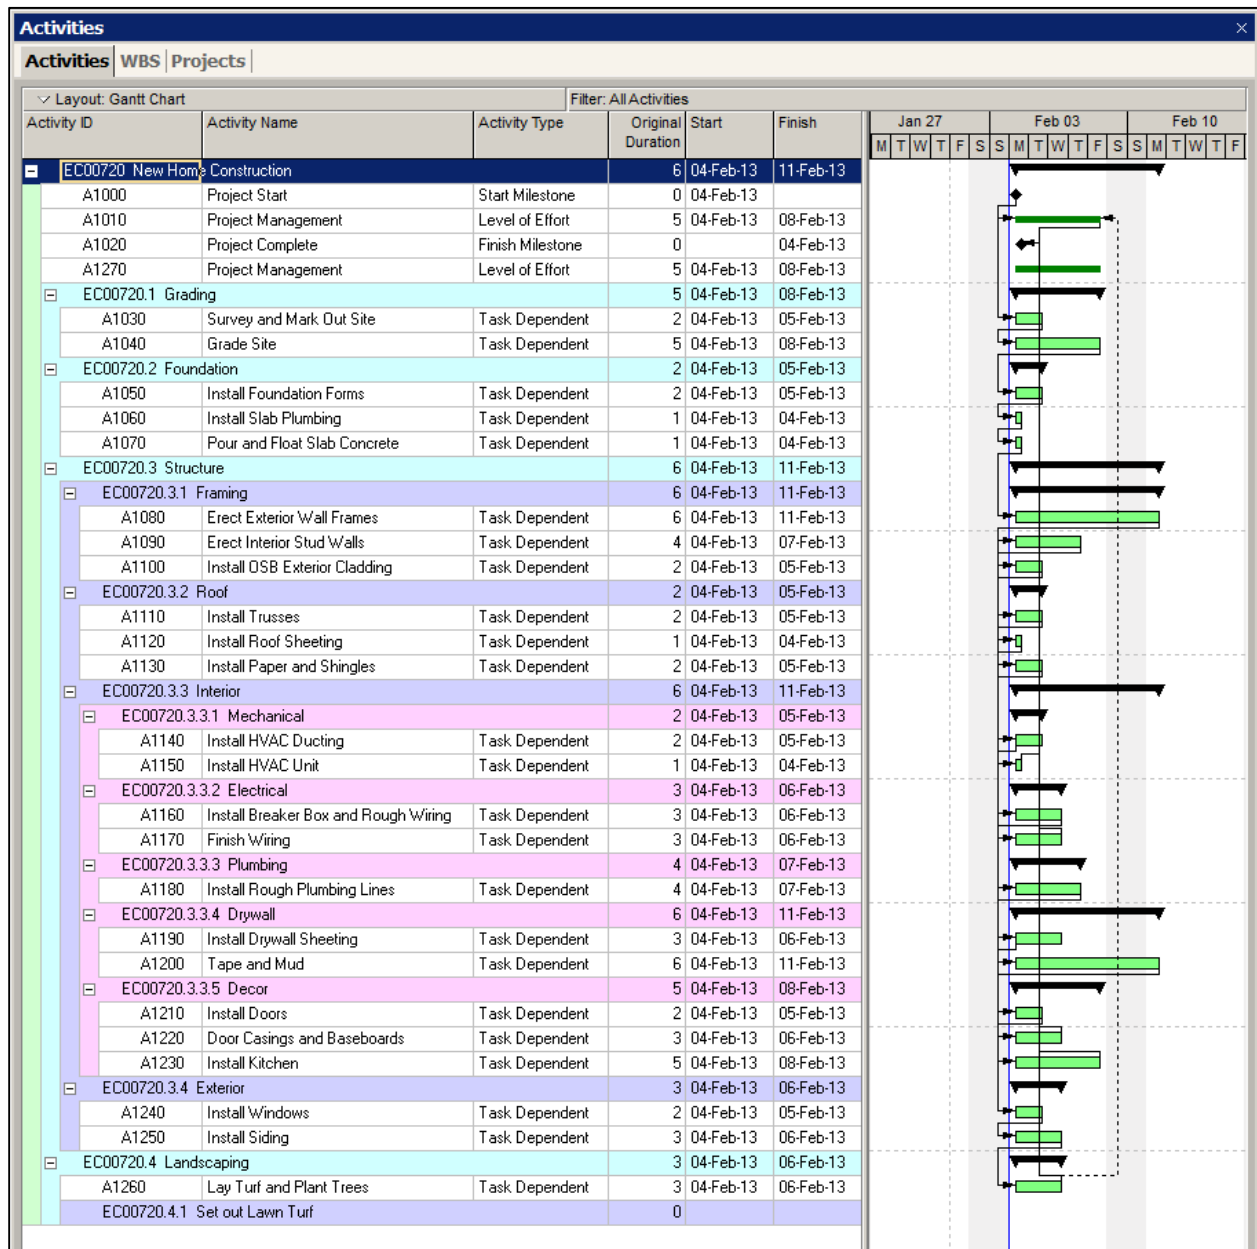 Activities
Activities WBS Projects
Layout: Gantt Chart Filter: All Activities
Activity ID Activity Name Activity Type Original Duration Start Finish Jan 27 Feb 03 Feb 10
M T W T F S S M T W T F S S M T W T F
EC00720 New Home Construction 6 04-Feb-13 11-Feb-13
A1000 Project Start Start Milestone 0 04-Feb-13
A1010 Project Management Level of Effort 5 04-Feb-13 08-Feb-13
A1020 Project Complete Finish Milestone 0 04-Feb-13
A1270 Project Management Level of Effort 5 04-Feb-13 08-Feb-13
EC00720.1 Grading 5 04-Feb-13 08-Feb-13
A1030 Survey and Mark Out Site Task Dependent 2 04-Feb-13 05-Feb-13
A1040 Grade Site Task Dependent 5 04-Feb-13 08-Feb-13
EC00720.2 Foundation 2 04-Feb-13 05-Feb-13
A1050 Install Foundation Forms Task Dependent 2 04-Feb-13 05-Feb-13
A1060 Install Slab Plumbing Task Dependent 1 04-Feb-13 04-Feb-13
A1070 Pour and Float Slab Concrete Task Dependent 1 04-Feb-13 04-Feb-13
EC00720.3 Structure 6 04-Feb-13 11-Feb-13
EC00720.3.1 Framing 6 04-Feb-13 11-Feb-13
A1080 Erect Exterior Wall Frames Task Dependent 6 04-Feb-13 11-Feb-13
A1090 Erect Interior Stud Walls Task Dependent 4 04-Feb-13 07-Feb-13
A1100 Install OSB Exterior Cladding Task Dependent 2 04-Feb-13 05-Feb-13
EC00720.3.2 Roof 2 04-Feb-13 05-Feb-13
A1110 Install Trusses Task Dependent 2 04-Feb-13 05-Feb-13
A1120 Install Roof Sheeting Task Dependent 1 04-Feb-13 04-Feb-13
A1130 Install Paper and Shingles Task Dependent 2 04-Feb-13 05-Feb-13
EC00720.3.3 Interior 6 04-Feb-13 11-Feb-13
EC00720.3.3.1 Mechanical 2 04-Feb-13 05-Feb-13
A1140 Install HVAC Ducting Task Dependent 2 04-Feb-13 05-Feb-13
A1150 Install HVAC Unit Task Dependent 1 04-Feb-13 04-Feb-13
EC00720.3.3.2 Electrical 3 04-Feb-13 06-Feb-13
A1160 Install Breaker Box and Rough Wiring Task Dependent 3 04-Feb-13 06-Feb-13
A1170 Finish Wiring Task Dependent 3 04-Feb-13 06-Feb-13
EC00720.3.3.3 Plumbing 4 04-Feb-13 07-Feb-13
A1180 Install Rough Plumbing Lines Task Dependent 4 04-Feb-13 07-Feb-13
EC00720.3.3.4 Drywall 6 04-Feb-13 11-Feb-13
A1190 Install Drywall Sheeting Task Dependent 3 04-Feb-13 06-Feb-13
A1200 Tape and Mud Task Dependent 6 04-Feb-13 11-Feb-13
EC00720.3.3.5 Decor 5 04-Feb-13 08-Feb-13
A1210 Install Doors Task Dependent 2 04-Feb-13 05-Feb-13
A1220 Door Casings and Baseboards Task Dependent 3 04-Feb-13 06-Feb-13
A1230 Install Kitchen Task Dependent 5 04-Feb-13 08-Feb-13
EC00720.3.4 Exterior 3 04-Feb-13 06-Feb-13
A1240 Install Windows Task Dependent 2 04-Feb-13 05-Feb-13
A1250 Install Siding Task Dependent 3 04-Feb-13 06-Feb-13
EC00720.4 Landscaping 3 04-Feb-13 06-Feb-13
A1260 Lay Turf and Plant Trees Task Dependent 3 04-Feb-13 06-Feb-13
EC00720.4.1 Set out Lawn Turf 0